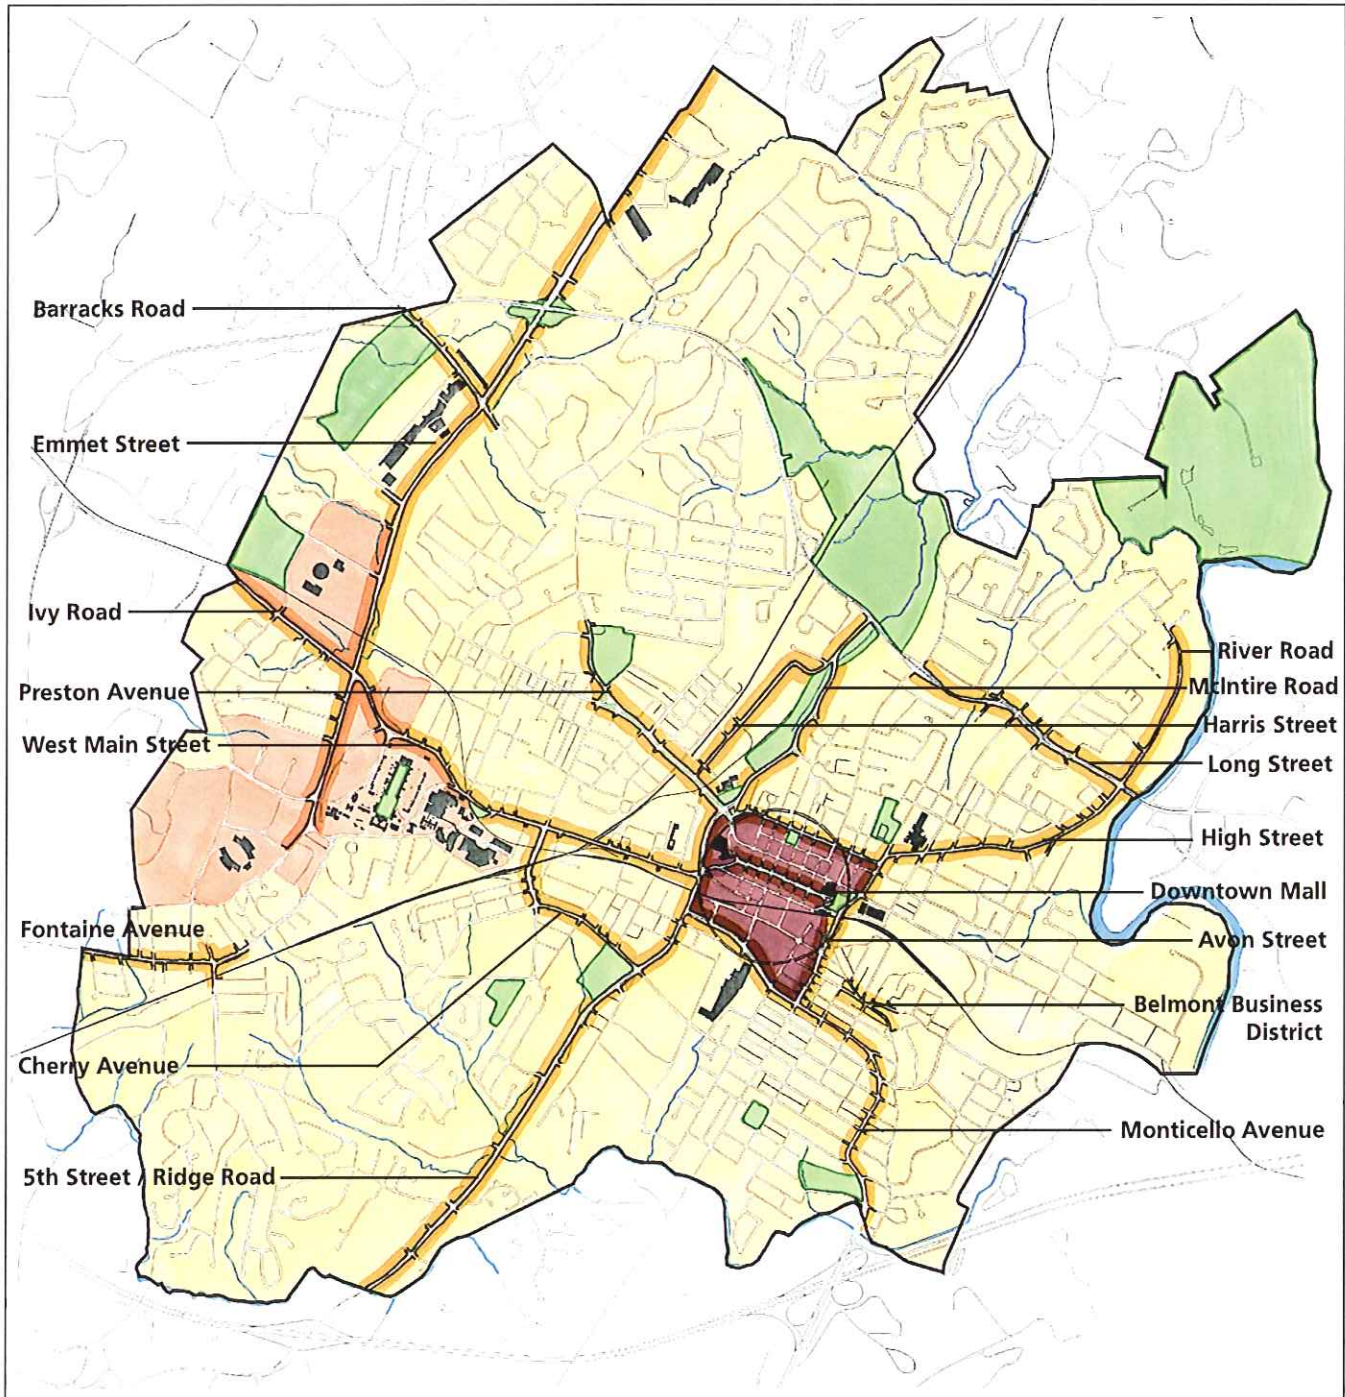 Barracks Road
Emmet Street
Ivy Road
Preston Avenue
West Main Street
Fontaine Avenue
Cherry Avenue
5th Street / Ridge Road
River Road
McIntire Road
Harris Street
Long Street
High Street
Downtown Mall
Avon Street
Belmont Business
District
Monticello Avenue